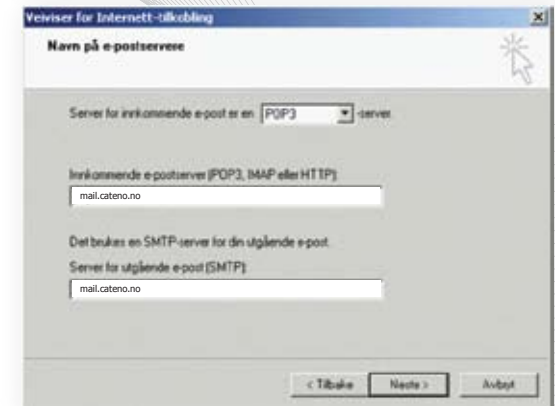 Veiviser for Internett-tilkobling
Navn på e-postservere
Server for innkommende e-post er en POP3 -server.
Innkommende e-postserver (POP3, IMAP eller HTTP):
mail.cateno.no
Det brukes en SMTP-server for din utgående e-post.
Server for utgående e-post (SMTP):
mail.cateno.no
< Tilbake Neste > Avbryt